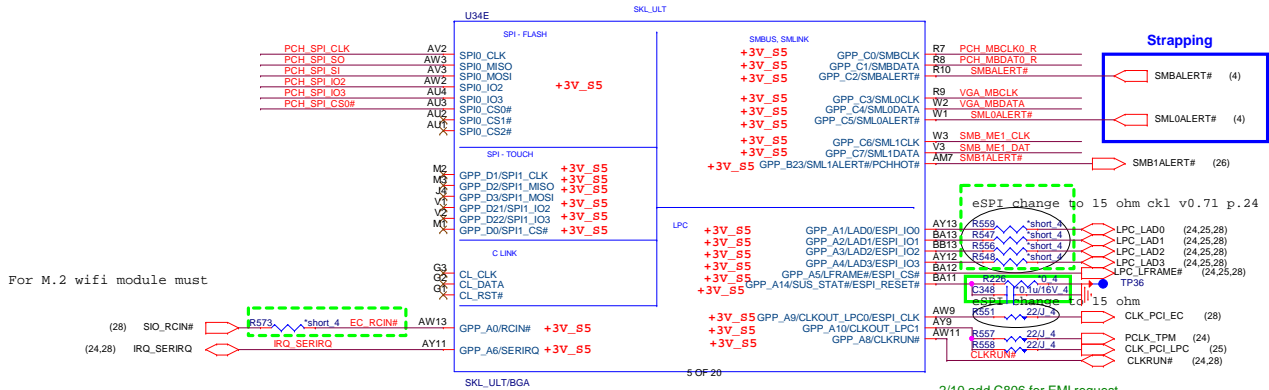 SKL_ULT
U34E
SPI - FLASH
SMBUS, SMLINK
Strapping
PCH_SPI_CLK AV2 SPI0_CLK
PCH_SPI_SO AW3 SPI0_MISO
PCH_SPI_SI AV3 SPI0_MOSI
PCH_SPI_IO2 AW2 SPI0_IO2
PCH_SPI_IO3 AU4 SPI0_IO3
PCH_SPI_CS0# AU3 SPI0_CS0#
AU2 SPI0_CS1#
AU1 SPI0_CS2#
+3V_S5
+3V_S5 GPP_C0/SMBCLK R7 PCH_MBCLK0_R
+3V_S5 GPP_C1/SMBDATA R8 PCH_MBDAT0_R
+3V_S5 GPP_C2/SMBALERT# R10 SMBALERT# SMBALERT# (4)
+3V_S5 GPP_C3/SML0CLK R9 VGA_MBCLK
+3V_S5 GPP_C4/SML0DATA W2 VGA_MBDATA
+3V_S5 GPP_C5/SML0ALERT# W1 SML0ALERT# SML0ALERT# (4)
+3V_S5 GPP_C6/SML1CLK W3 SMB_ME1_CLK
+3V_S5 GPP_C7/SML1DATA V3 SMB_ME1_DAT
+3V_S5 GPP_B23/SML1ALERT#/PCHHOT# AM7 SMB1ALERT# SMB1ALERT# (26)
SPI - TOUCH
M2 GPP_D1/SPI1_CLK +3V_S5
M3 GPP_D2/SPI1_MISO +3V_S5
J4 GPP_D3/SPI1_MOSI +3V_S5
V1 GPP_D21/SPI1_IO2 +3V_S5
V2 GPP_D22/SPI1_IO3 +3V_S5
M1 GPP_D0/SPI1_CS# +3V_S5
eSPI change to 15 ohm ckl v0.71 p.24
LPC
+3V_S5 GPP_A1/LAD0/ESPI_IO0 AY13 R559 *short_4 LPC_LAD0 (24,25,28)
+3V_S5 GPP_A2/LAD1/ESPI_IO1 BA13 R547 *short_4 LPC_LAD1 (24,25,28)
+3V_S5 GPP_A3/LAD2/ESPI_IO2 BB13 R556 *short_4 LPC_LAD2 (24,25,28)
+3V_S5 GPP_A4/LAD3/ESPI_IO3 AY12 R548 *short_4 LPC_LAD3 (24,25,28)
+3V_S5 GPP_A5/LFRAME#/ESPI_CS# BA12 LPC_LFRAME# (24,25,28)
+3V_S5 GPP_A14/SUS_STAT#/ESPI_RESET# BA11 R226 *0_4 TP36
C348 *0.1u/16V_4
C LINK
G3 CL_CLK
G2 CL_DATA
G1 CL_RST#
For M.2 wifi module must
eSPI change to 15 ohm
(28) SIO_RCIN# R573 *short_4 EC_RCIN# AW13 GPP_A0/RCIN# +3V_S5
(24,28) IRQ_SERIRQ IRQ_SERIRQ AY11 GPP_A6/SERIRQ +3V_S5
+3V_S5 GPP_A9/CLKOUT_LPC0/ESPI_CLK AW9 R551 22/J_4 CLK_PCI_EC (28)
+3V_S5 GPP_A10/CLKOUT_LPC1 AY9 R557 22/J_4 PCLK_TPM (24)
+3V_S5 GPP_A8/CLKRUN# AW11 R558 22/J_4 CLK_PCI_LPC (25)
CLKRUN# CLKRUN# (24,28)
5 OF 20
SKL_ULT/BGA
2/10 add C806 for EMI request